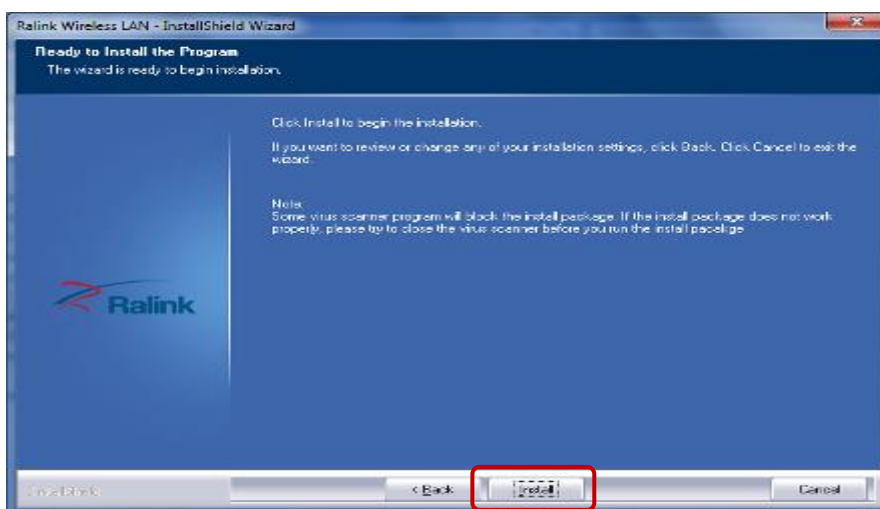 Ralink Wireless LAN - InstallShield Wizard
Ready to Install the Program
The wizard is ready to begin installation.
Click Install to begin the installation.
If you want to review or change any of your installation settings, click Back. Click Cancel to exit the
wizard.
Note:
Some virus scanner program will block the install package. If the install package does not work
properly, please try to close the virus scanner before you run the install pacakge
Ralink
InstallShield
< Back
Install
Cancel